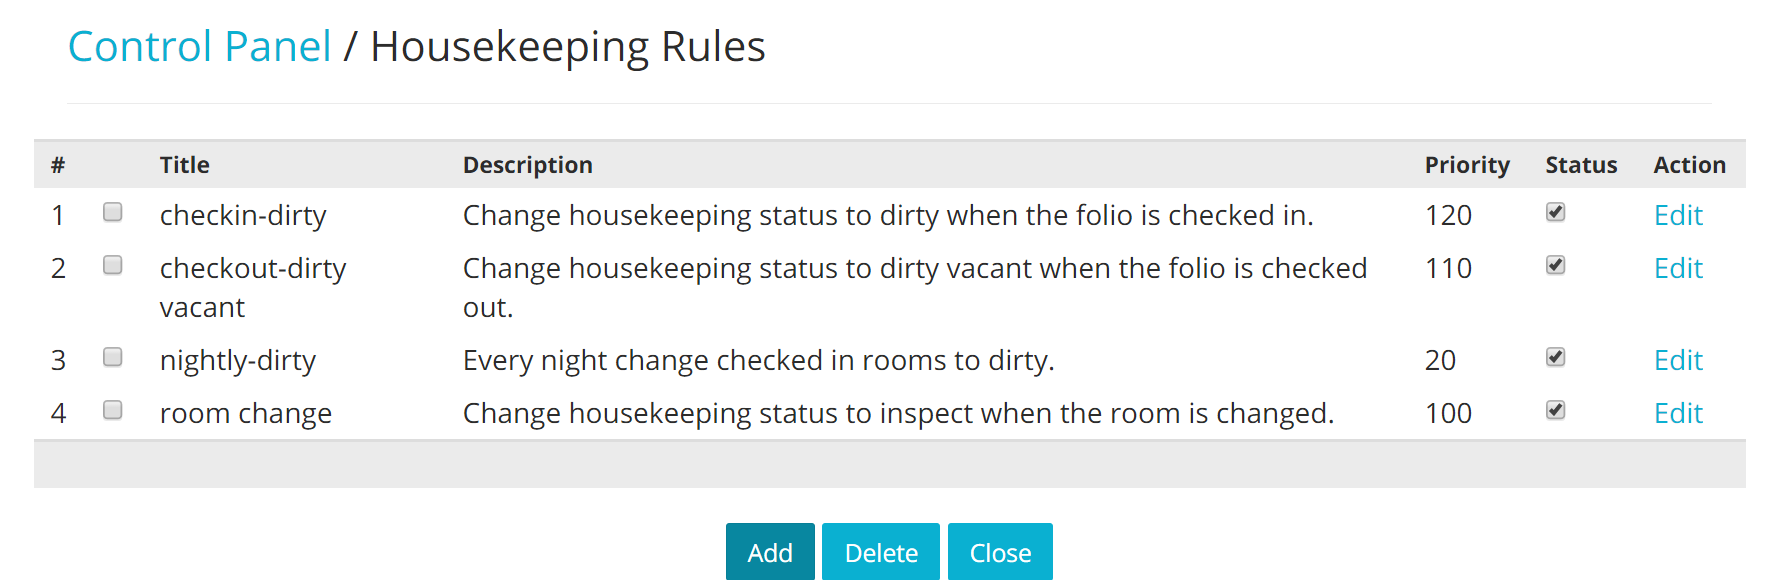 Control Panel / Housekeeping Rules
# Title Description Priority Status Action
1 checkin-dirty Change housekeeping status to dirty when the folio is checked in. 120 Edit
2 checkout-dirty Change housekeeping status to dirty vacant when the folio is checked 110 Edit
vacant out.
3 nightly-dirty Every night change checked in rooms to dirty. 20 Edit
4 room change Change housekeeping status to inspect when the room is changed. 100 Edit
Add Delete Close